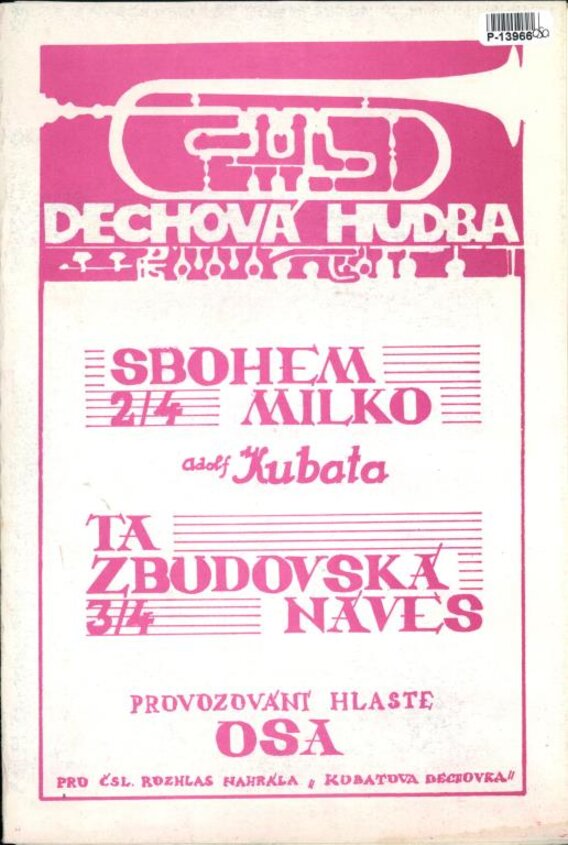 P-13966
DECHOVÁ HUDBA
SBOHEM
2/4 MILKO
Adolf Kubata
TA
ZBUDOVSKÁ
3/4 NÁVES
PROVOZOVÁNÍ HLASTE
OSA
PRO ČSL. ROZHLAS NAHRÁLA „ KUBATOVA DECHOVKA"